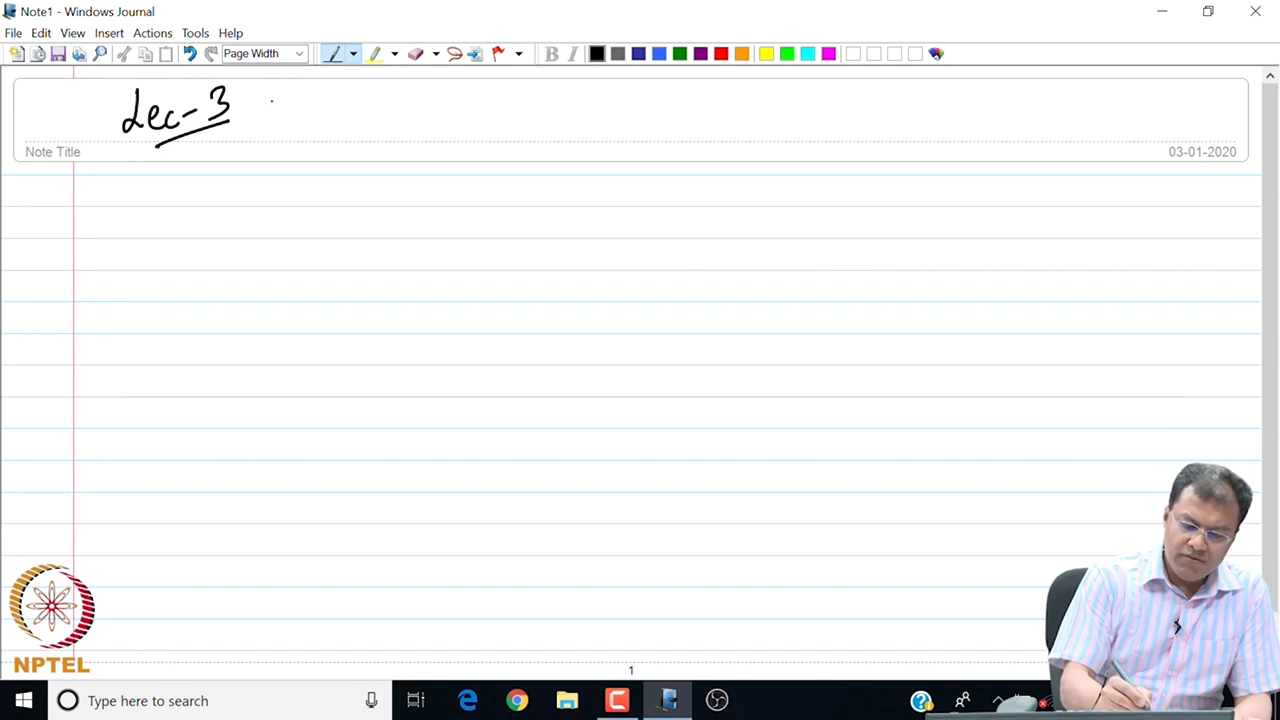 Note1 - Windows Journal
File Edit View Insert Actions Tools Help
Page Width B I
Lec-3
Note Title 03-01-2020
NPTEL
1
Type here to search